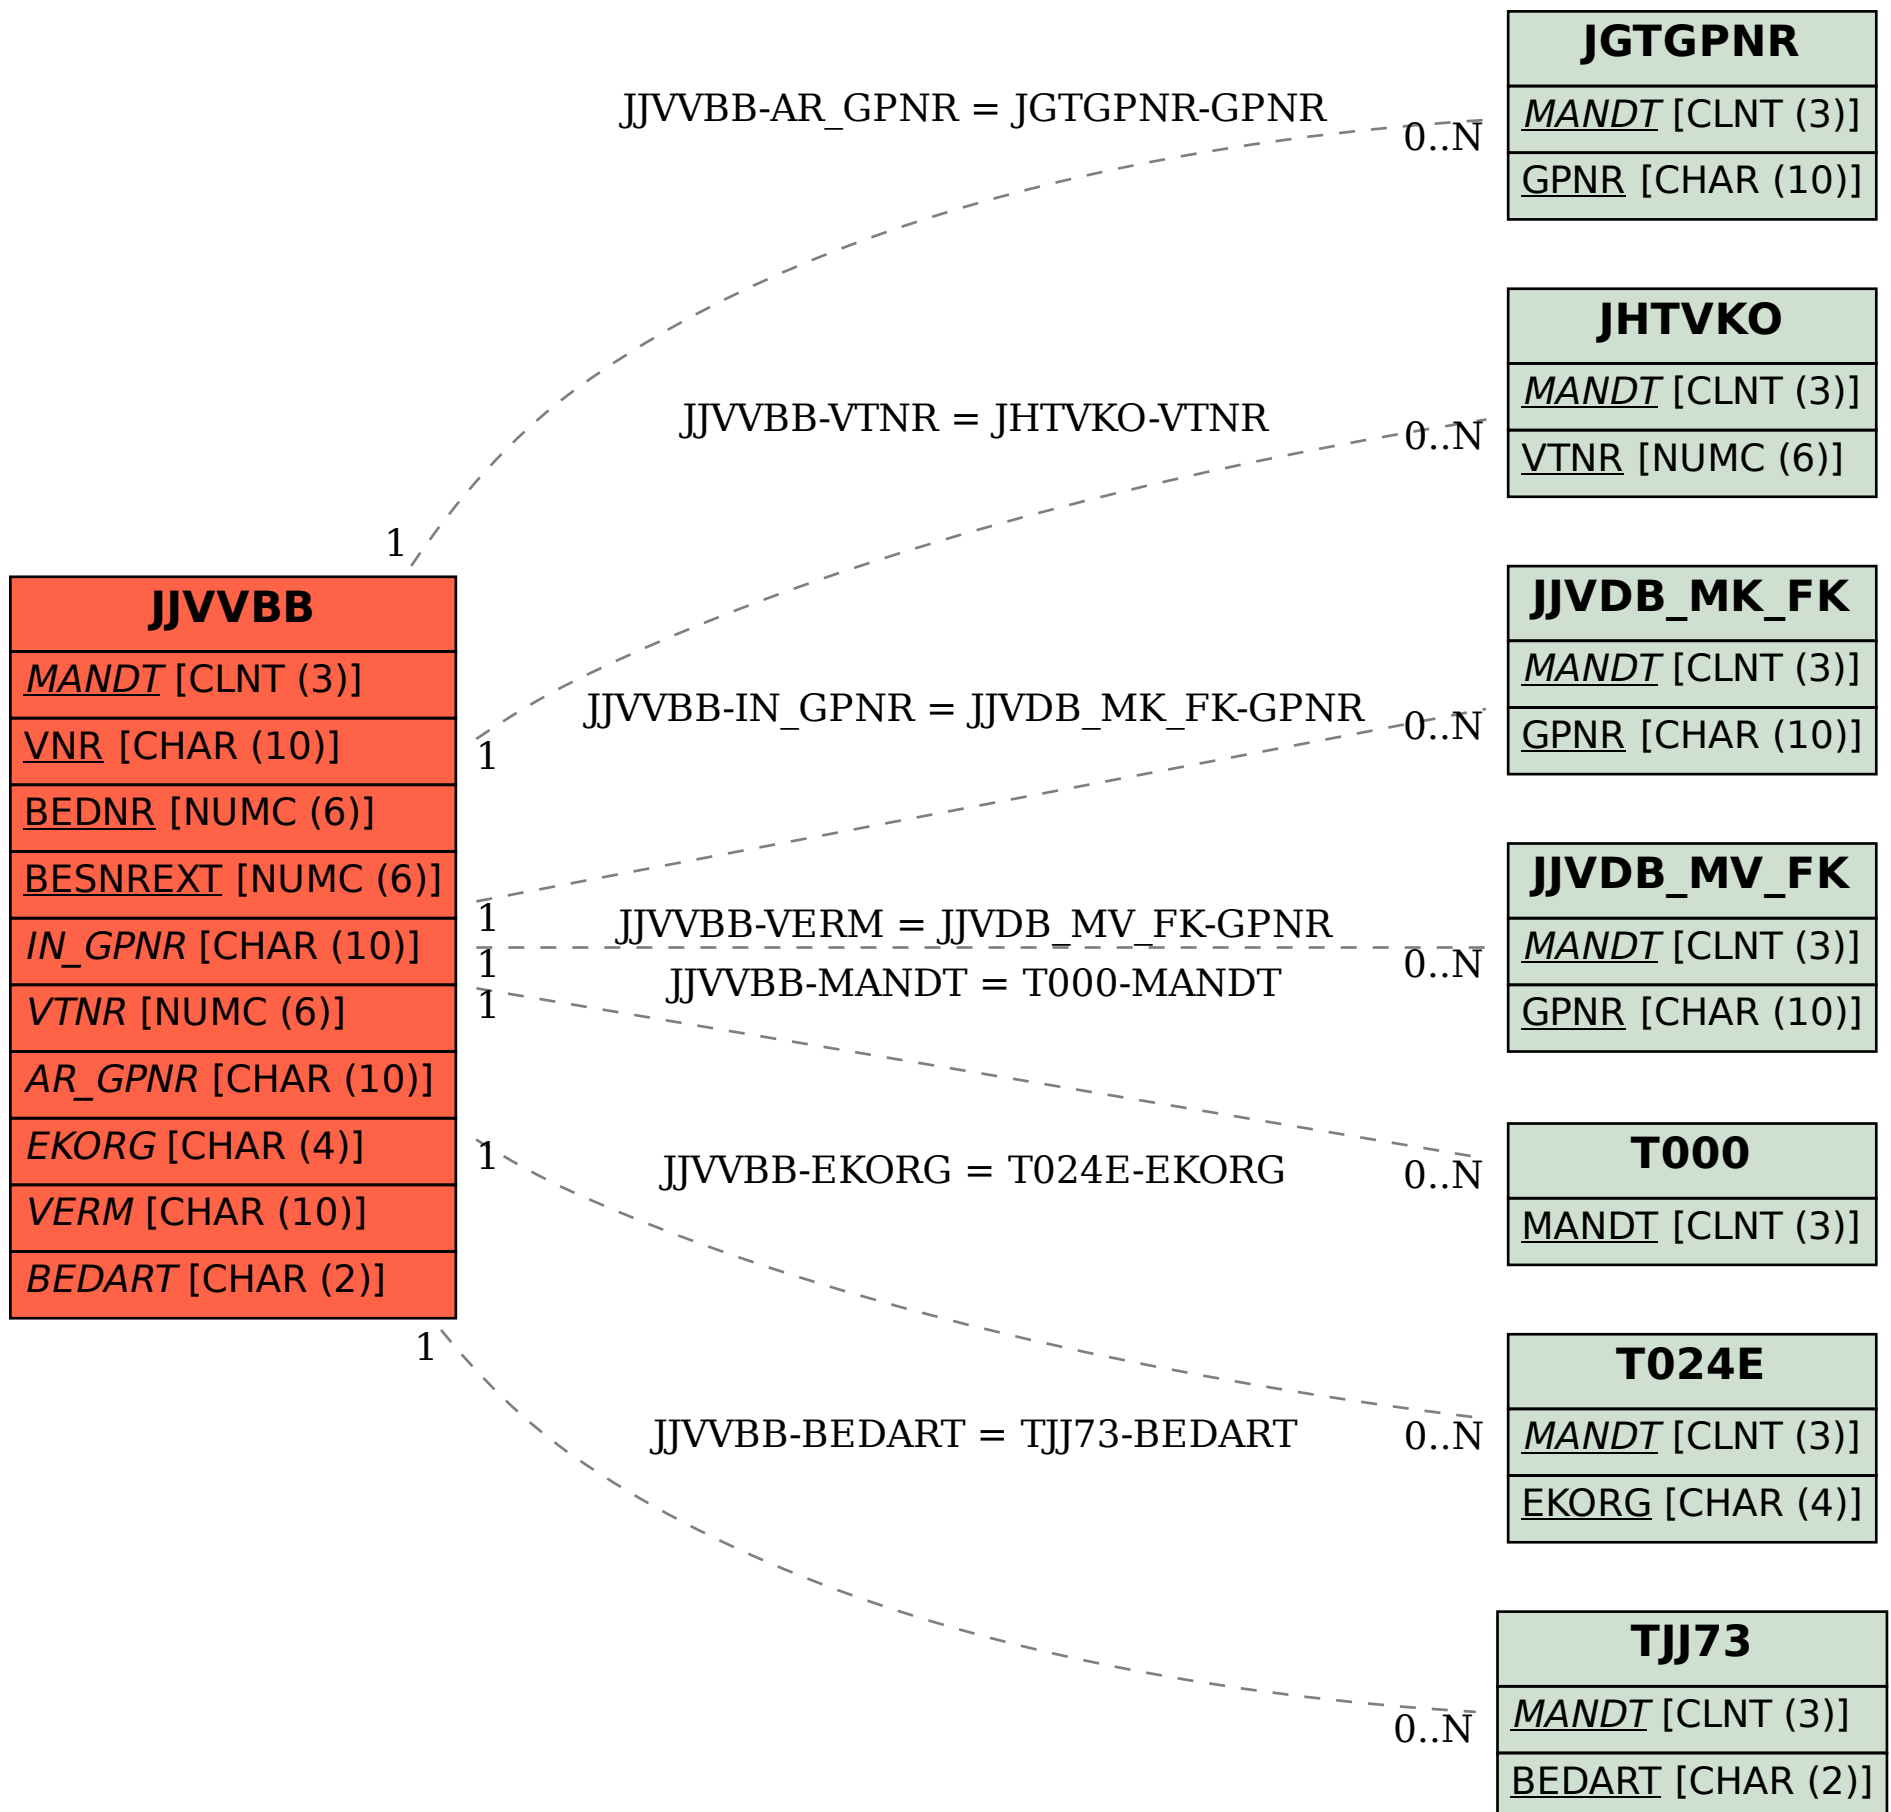 JGTGPNR
MANDT [CLNT (3)]
GPNR [CHAR (10)]
JJVVBB-AR_GPNR = JGTGPNR-GPNR
0..N
1
JHTVKO
MANDT [CLNT (3)]
VTNR [NUMC (6)]
JJVVBB-VTNR = JHTVKO-VTNR
0..N
1
JJVVBB
MANDT [CLNT (3)]
VNR [CHAR (10)]
BEDNR [NUMC (6)]
BESNREXT [NUMC (6)]
IN_GPNR [CHAR (10)]
VTNR [NUMC (6)]
AR_GPNR [CHAR (10)]
EKORG [CHAR (4)]
VERM [CHAR (10)]
BEDART [CHAR (2)]
JJVDB_MK_FK
MANDT [CLNT (3)]
GPNR [CHAR (10)]
JJVVBB-IN_GPNR = JJVDB_MK_FK-GPNR
0..N
1
JJVDB_MV_FK
MANDT [CLNT (3)]
GPNR [CHAR (10)]
JJVVBB-VERM = JJVDB_MV_FK-GPNR
0..N
1
JJVVBB-MANDT = T000-MANDT
1
0..N
T000
MANDT [CLNT (3)]
JJVVBB-EKORG = T024E-EKORG
1
0..N
T024E
MANDT [CLNT (3)]
EKORG [CHAR (4)]
JJVVBB-BEDART = TJJ73-BEDART
1
0..N
TJJ73
MANDT [CLNT (3)]
BEDART [CHAR (2)]